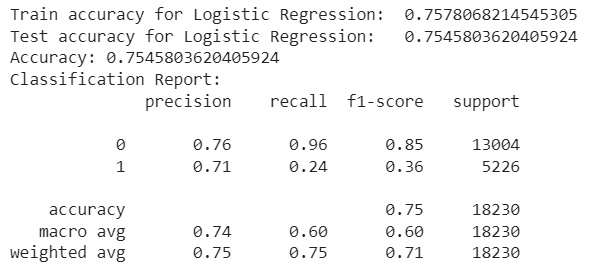 Train accuracy for Logistic Regression:  0.7578068214545305
Test accuracy for Logistic Regression:   0.7545803620405924
Accuracy: 0.7545803620405924
Classification Report:
              precision    recall  f1-score   support

           0       0.76      0.96      0.85     13004
           1       0.71      0.24      0.36      5226

    accuracy                           0.75     18230
   macro avg       0.74      0.60      0.60     18230
weighted avg       0.75      0.75      0.71     18230